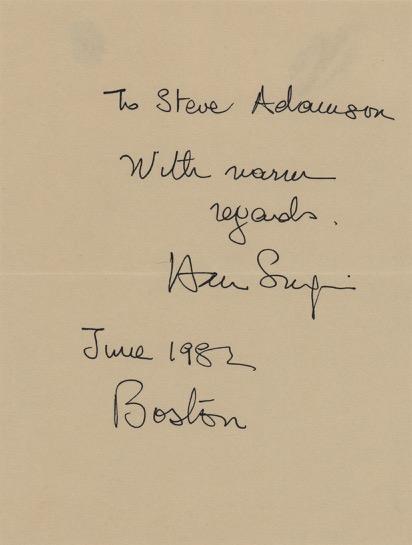 To Steve Adamson
With warm
regards.
June 1982
Boston